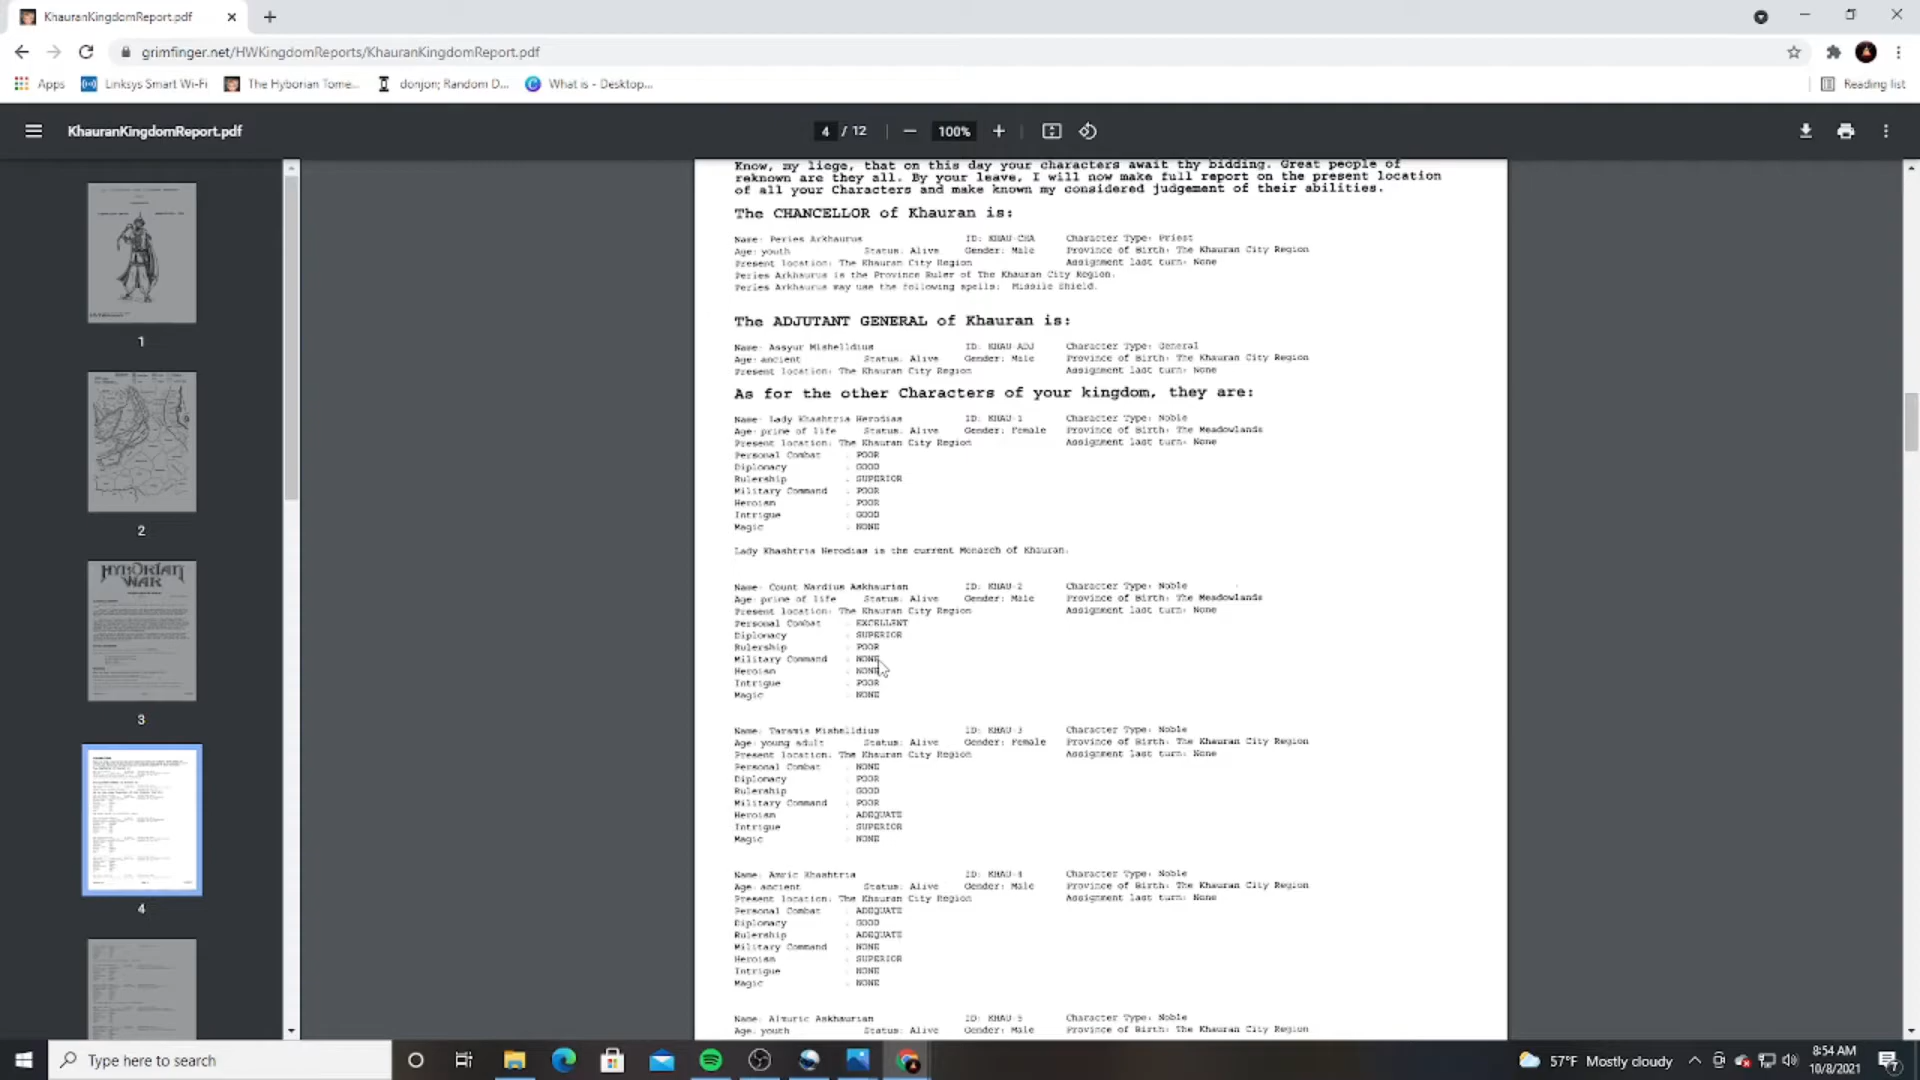 KhauranKingdomReport.pdf
grimfinger.net/HWKingdomReports/KhauranKingdomReport.pdf
Apps Linksys Smart Wi-Fi The Hyborian Tome... donjon; Random D... What is - Desktop... Reading list
KhauranKingdomReport.pdf 4 / 12 100%
Know, my liege, that on this day your characters await thy bidding. Great people of
reknown are they all. By your leave, I will now make full report on the present location
of all your Characters and make known my considered judgement of their abilities.
The CHANCELLOR of Khauran is:
Name: Peries Arkhaurus ID: KHAU-CHA Character Type: Priest
Age: youth Status: Alive Gender: Male Province of Birth: The Khauran City Region
Present location: The Khauran City Region Assignment last turn: None
Peries Arkhaurus is the Province Ruler of The Khauran City Region.
Peries Arkhaurus may use the following spells: Missile Shield.
The ADJUTANT GENERAL of Khauran is:
Name: Assyur Mishelldius ID: KHAU-ADJ Character Type: General
Age: ancient Status: Alive Gender: Male Province of Birth: The Khauran City Region
Present location: The Khauran City Region Assignment last turn: None
As for the other Characters of your kingdom, they are:
Name: Lady Khashtria Herodias ID: KHAU-1 Character Type: Noble
Age: prime of life Status: Alive Gender: Female Province of Birth: The Meadowlands
Present location: The Khauran City Region Assignment last turn: None
Personal Combat : POOR
Diplomacy : GOOD
Rulership : SUPERIOR
Military Command : POOR
Heroism : POOR
Intrigue : GOOD
Magic : NONE
Lady Khashtria Herodias is the current Monarch of Khauran.
Name: Count Nardius Askhaurian ID: KHAU-2 Character Type: Noble
Age: prime of life Status: Alive Gender: Male Province of Birth: The Meadowlands
Present location: The Khauran City Region Assignment last turn: None
Personal Combat : EXCELLENT
Diplomacy : SUPERIOR
Rulership : POOR
Military Command : NONE
Heroism : NONE
Intrigue : POOR
Magic : NONE
Name: Taramis Mishelldius ID: KHAU-3 Character Type: Noble
Age: young adult Status: Alive Gender: Female Province of Birth: The Khauran City Region
Present location: The Khauran City Region Assignment last turn: None
Personal Combat : NONE
Diplomacy : POOR
Rulership : GOOD
Military Command : POOR
Heroism : ADEQUATE
Intrigue : SUPERIOR
Magic : NONE
Name: Amric Khashtria ID: KHAU-4 Character Type: Noble
Age: ancient Status: Alive Gender: Male Province of Birth: The Khauran City Region
Present location: The Khauran City Region Assignment last turn: None
Personal Combat : ADEQUATE
Diplomacy : GOOD
Rulership : ADEQUATE
Military Command : NONE
Heroism : SUPERIOR
Intrigue : NONE
Magic : NONE
Name: Almuric Askhaurian ID: KHAU-5 Character Type: Noble
Age: youth Status: Alive Gender: Male Province of Birth: The Khauran City Region
1
2
HYBORIAN
WAR
3
4
Type here to search
57°F Mostly cloudy
8:54 AM
10/8/2021